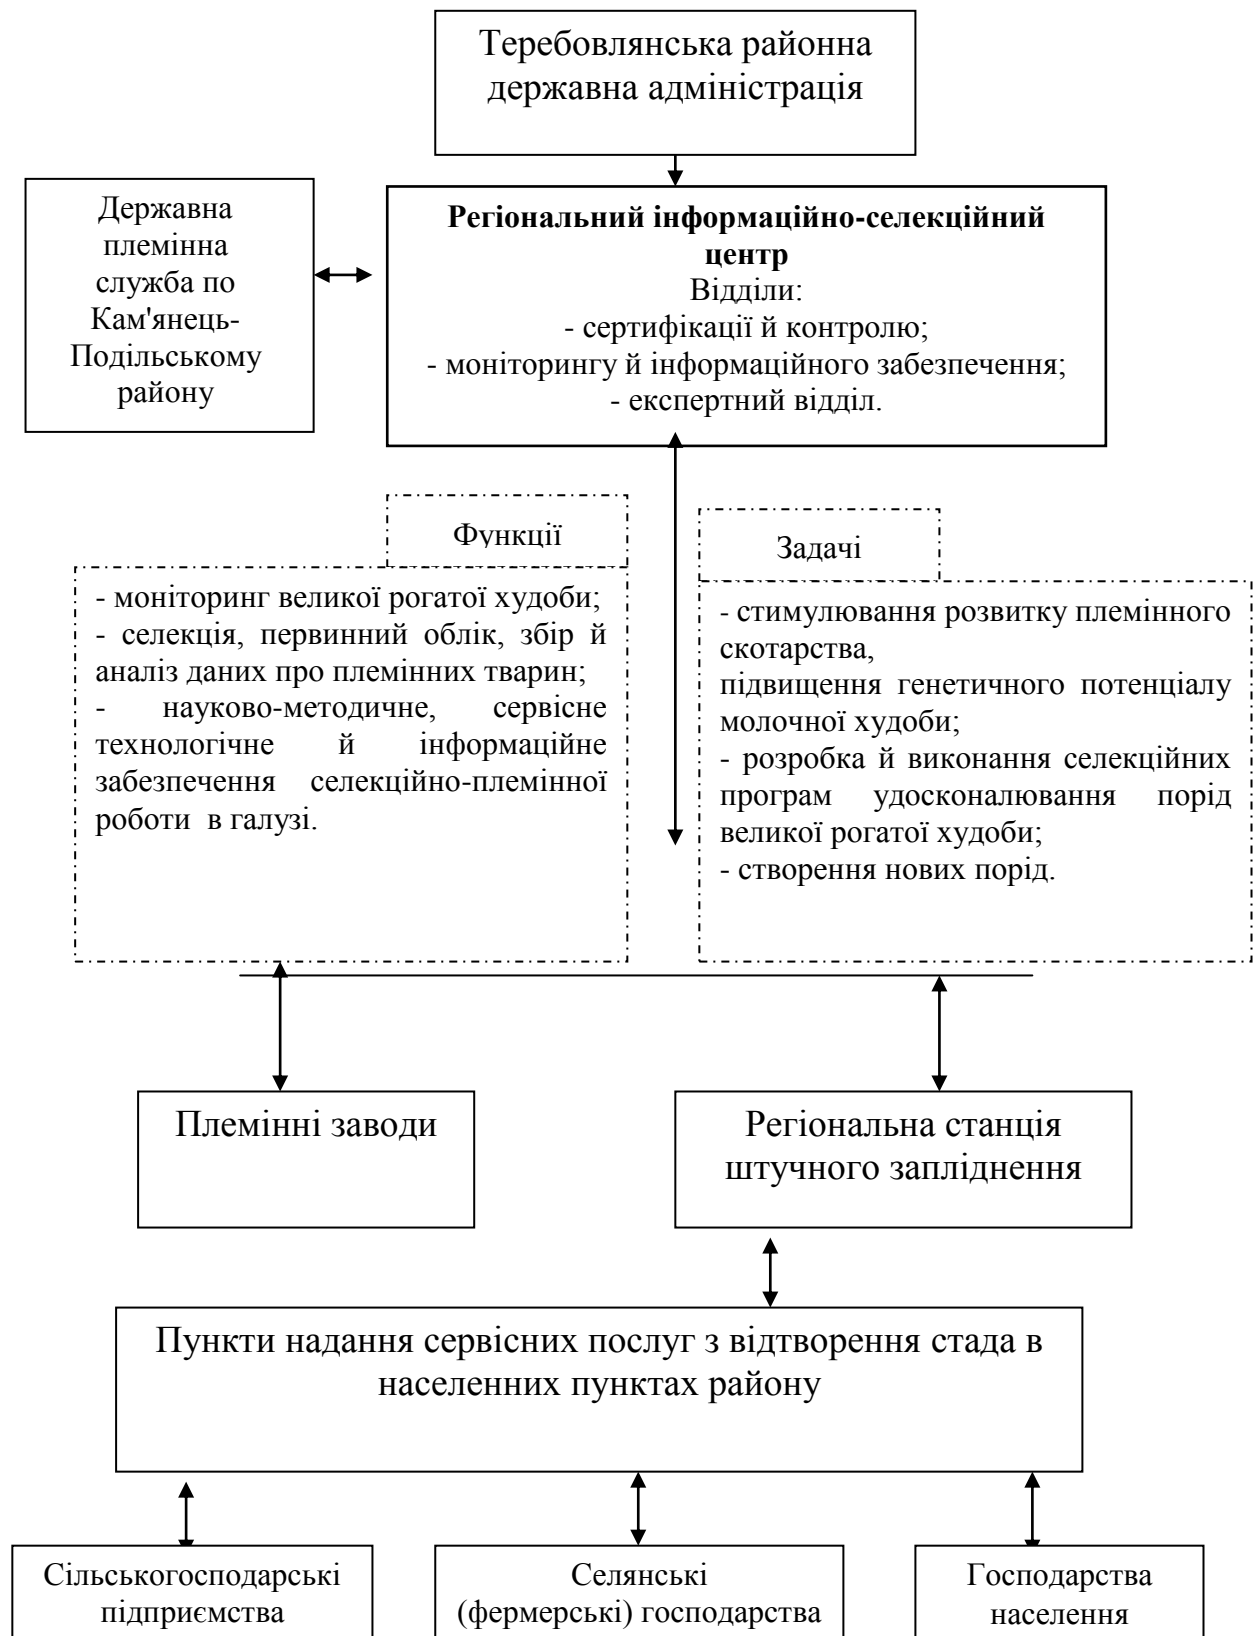 Теребовлянська районна
державна адміністрація
Державна
племінна
служба по
Кам'янець-
Подільському
району
Регіональний інформаційно-селекційний
центр
Відділи:
- сертифікації й контролю;
- моніторингу й інформаційного забезпечення;
- експертний відділ.
Функції
- моніторинг великої рогатої худоби;
- селекція, первинний облік, збір й
аналіз даних про племінних тварин;
- науково-методичне, сервісне
технологічне й інформаційне
забезпечення селекційно-племінної
роботи в галузі.
Задачі
- стимулювання розвитку племінного
скотарства,
підвищення генетичного потенціалу
молочної худоби;
- розробка й виконання селекційних
програм удосконалювання порід
великої рогатої худоби;
- створення нових порід.
Племінні заводи
Регіональна станція
штучного запліднення
Пункти надання сервісних послуг з відтворення стада в
населенних пунктах району
Сільськогосподарські
підприємства
Селянські
(фермерські) господарства
Господарства
населення